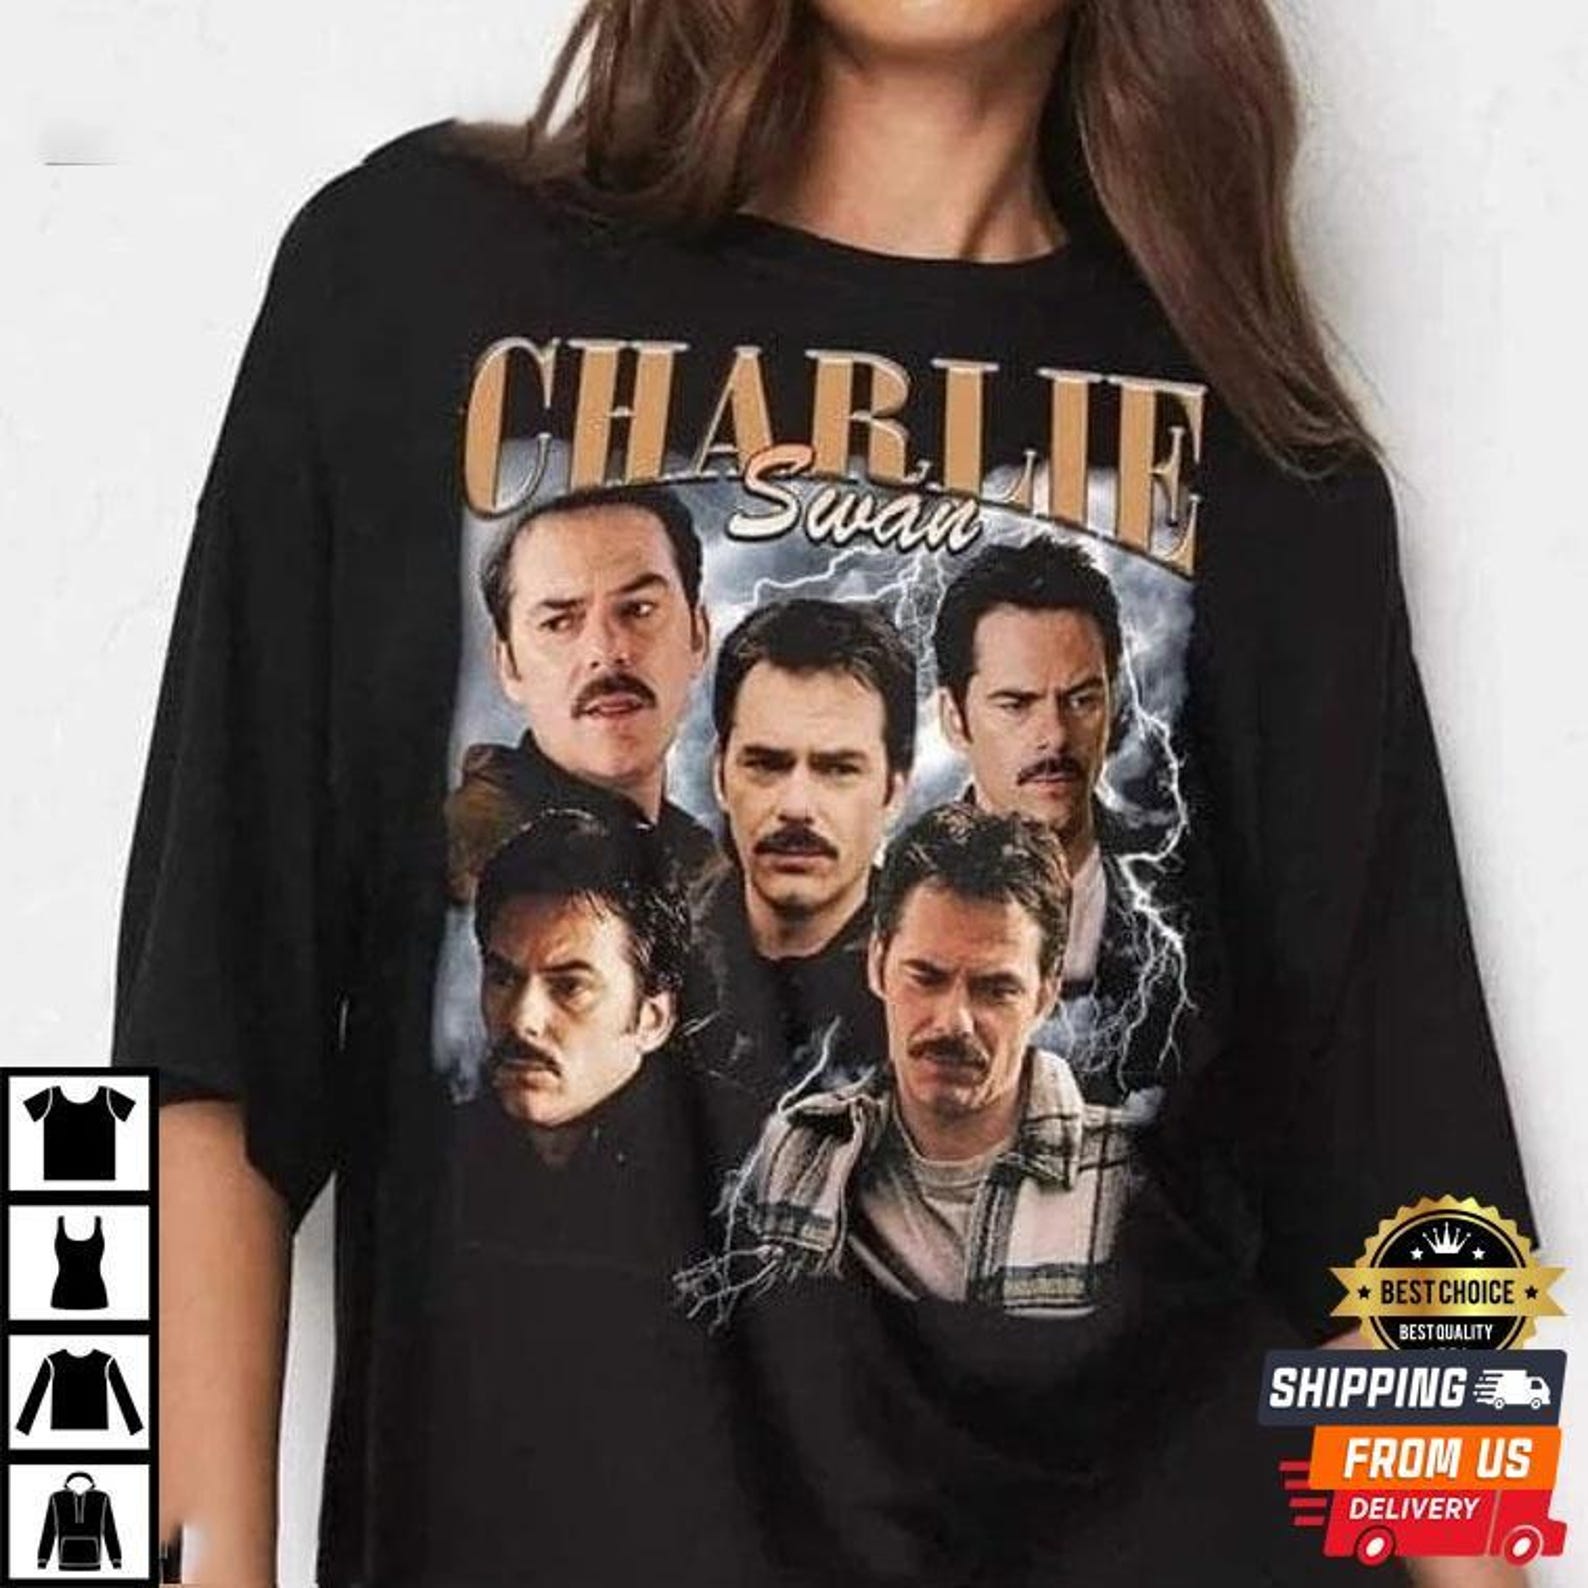 CHARLIE
Swan
BEST CHOICE
BEST QUALITY
SHIPPING
FROM US
DELIVERY